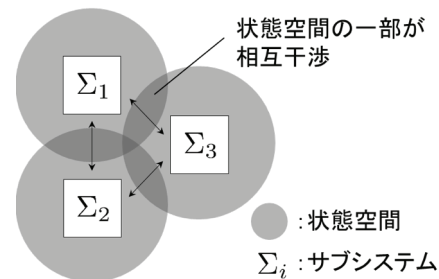 状態空間の一部が
相互干渉
Σ₁
Σ₃
Σ₂
:状態空間
Σᵢ :サブシステム